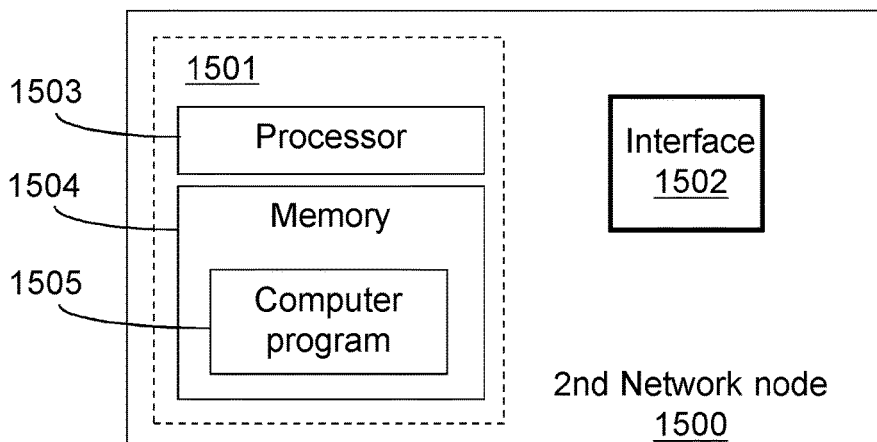 1501
1503
Processor
Interface
1502
1504
Memory
1505
Computer
program
2nd Network node
1500